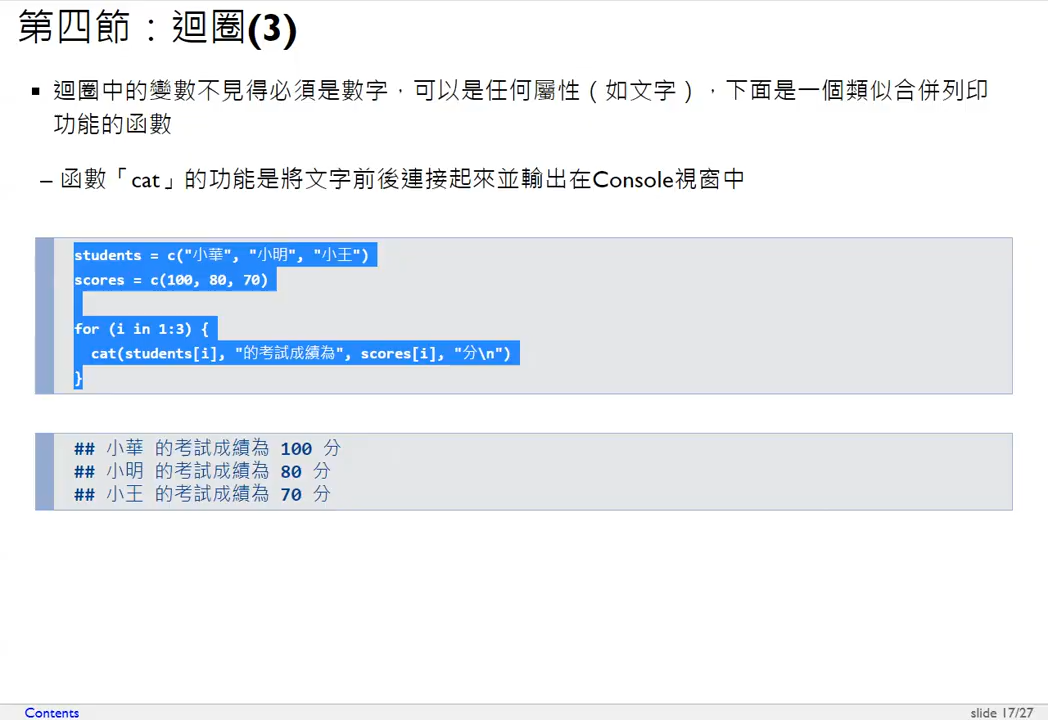 第四節：迴圈(3)
▪ 迴圈中的變數不見得必須是數字，可以是任何屬性（如文字），下面是一個類似合併列印
功能的函數
– 函數「cat」的功能是將文字前後連接起來並輸出在Console視窗中
students = c("小華", "小明", "小王")
scores = c(100, 80, 70)
for (i in 1:3) {
  cat(students[i], "的考試成績為", scores[i], "分\n")
}
## 小華 的考試成績為 100 分
## 小明 的考試成績為 80 分
## 小王 的考試成績為 70 分
Contents
slide 17/27